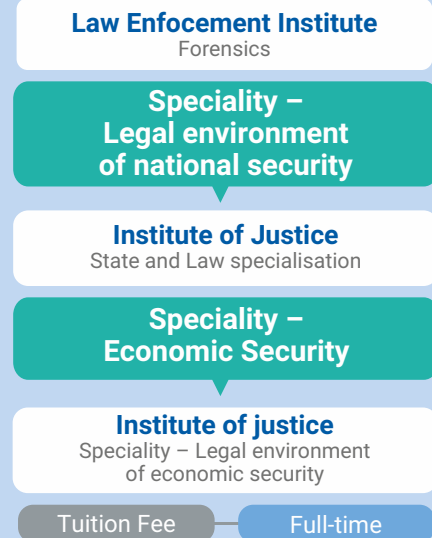 Law Enfocement Institute
Forensics
Speciality –
Legal environment
of national security
Institute of Justice
State and Law specialisation
Speciality –
Economic Security
Institute of justice
Speciality – Legal environment
of economic security
Tuition Fee
Full-time